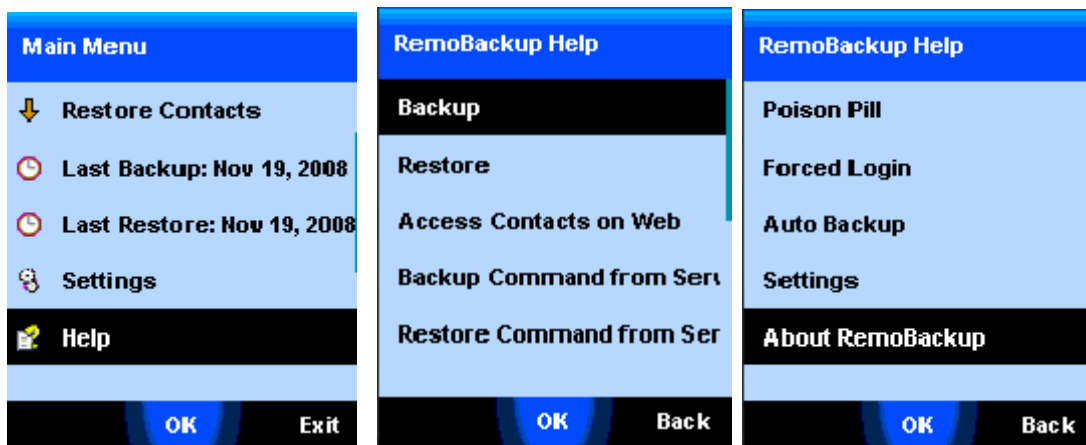 Main Menu
Restore Contacts
Last Backup: Nov 19, 2008
Last Restore: Nov 19, 2008
Settings
Help
OK Exit
RemoBackup Help
Backup
Restore
Access Contacts on Web
Backup Command from Serv
Restore Command from Ser
OK Back
RemoBackup Help
Poison Pill
Forced Login
Auto Backup
Settings
About RemoBackup
OK Back